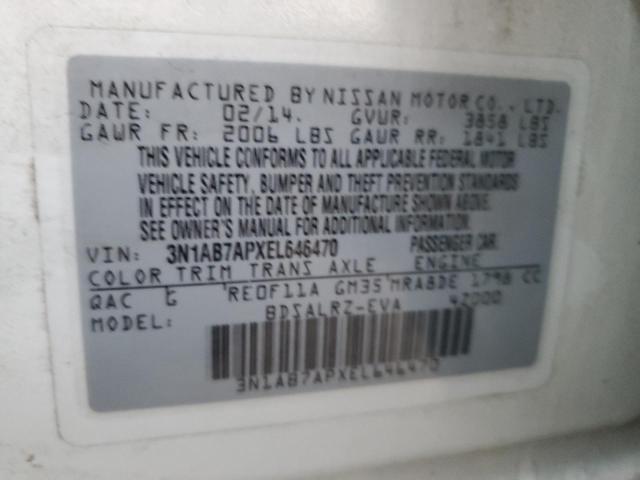 MANUFACTURED BY NISSAN MOTOR CO., LTD.
DATE: 02/14. GVWR: 3858 LBS
GAWR FR: 2006 LBS GAWR RR: 1841 LBS
THIS VEHICLE CONFORMS TO ALL APPLICABLE FEDERAL MOTOR
VEHICLE SAFETY, BUMPER AND THEFT PREVENTION STANDARDS
IN EFFECT ON THE DATE OF MANUFACTURE SHOWN ABOVE.
SEE OWNER'S MANUAL FOR ADDITIONAL INFORMATION.
VIN: 3N1AB7APXEL646470 PASSENGER CAR.
COLOR TRIM TRANS AXLE ENGINE
QAC G 'RE0F11A GM35'MRA8DE 1798 CC
MODEL: BDSALRZ-EVA 42000
3N1AB7APXEL646470